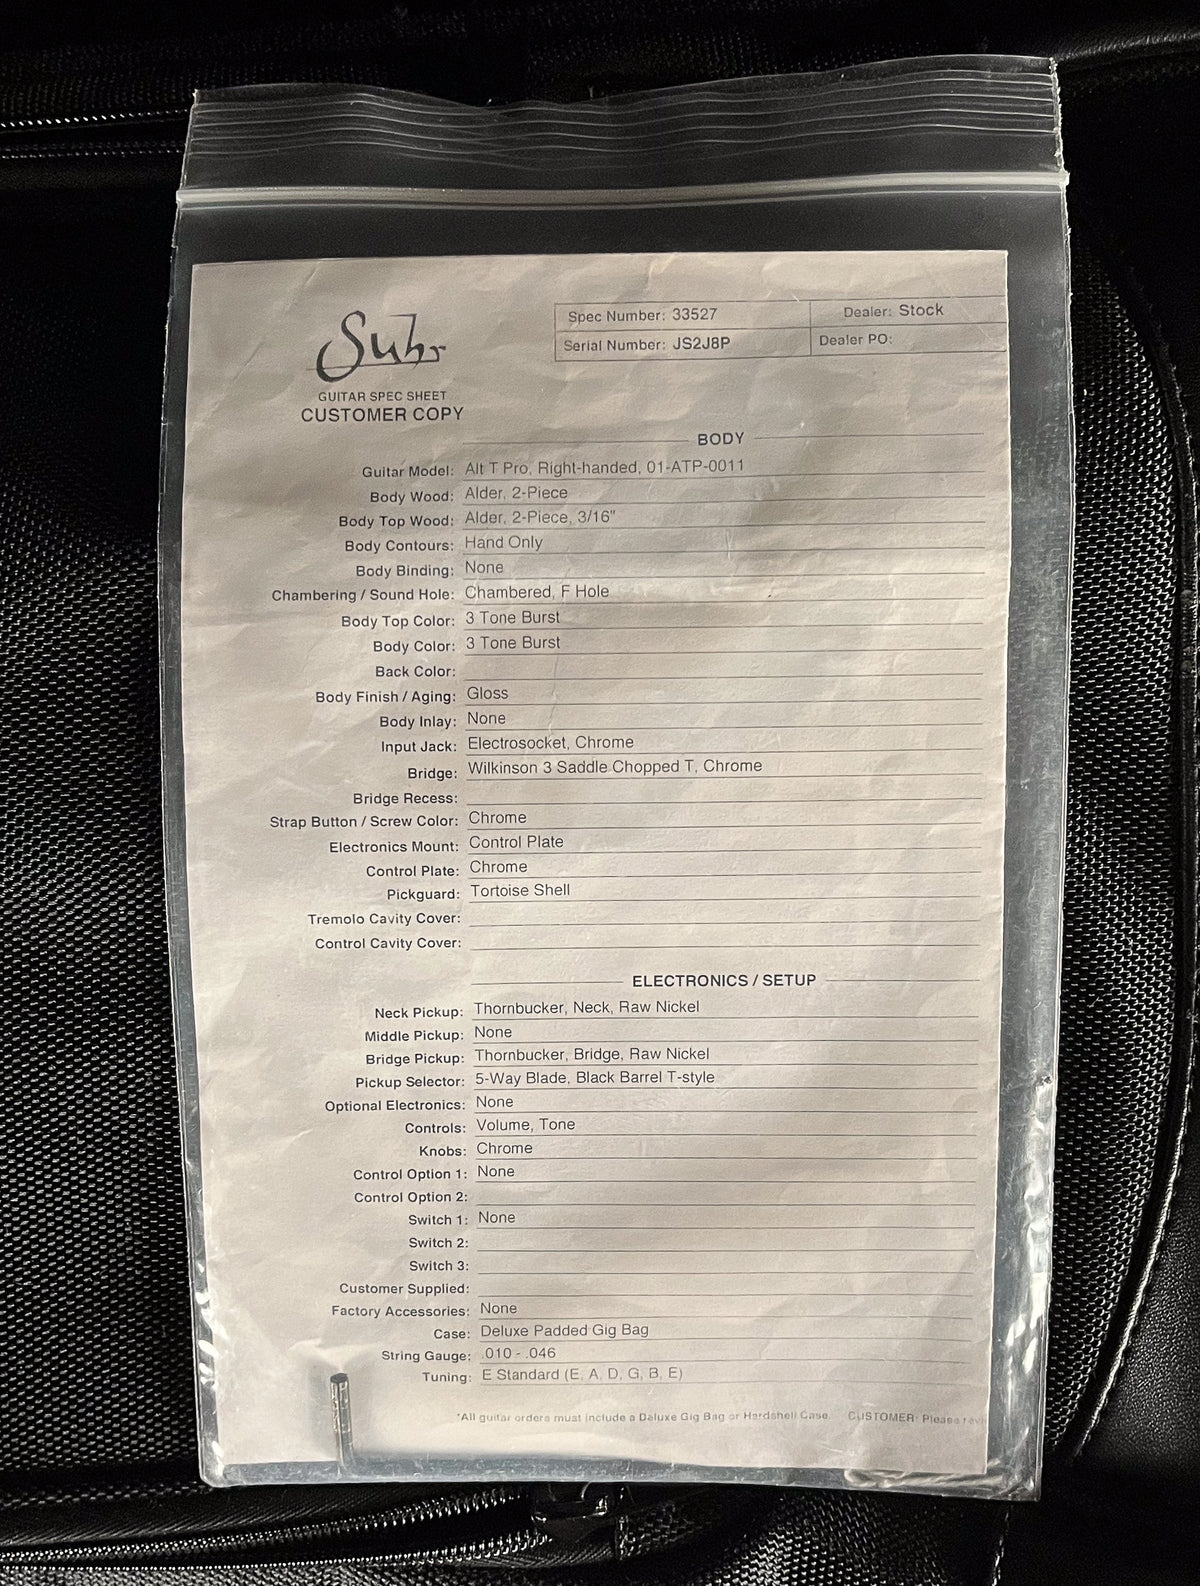 Suhr
GUITAR SPEC SHEET
CUSTOMER COPY
Spec Number: 33527
Dealer: Stock
Serial Number: JS2J8P
Dealer PO:
BODY
Guitar Model: Alt T Pro, Right-handed, 01-ATP-0011
Body Wood: Alder, 2-Piece
Body Top Wood: Alder, 2-Piece, 3/16"
Body Contours: Hand Only
Body Binding: None
Chambering / Sound Hole: Chambered, F Hole
Body Top Color: 3 Tone Burst
Body Color: 3 Tone Burst
Back Color:
Body Finish / Aging: Gloss
Body Inlay: None
Input Jack: Electrosocket, Chrome
Bridge: Wilkinson 3 Saddle Chopped T, Chrome
Bridge Recess:
Strap Button / Screw Color: Chrome
Electronics Mount: Control Plate
Control Plate: Chrome
Pickguard: Tortoise Shell
Tremolo Cavity Cover:
Control Cavity Cover:
ELECTRONICS / SETUP
Neck Pickup: Thornbucker, Neck, Raw Nickel
Middle Pickup: None
Bridge Pickup: Thornbucker, Bridge, Raw Nickel
Pickup Selector: 5-Way Blade, Black Barrel T-style
Optional Electronics: None
Controls: Volume, Tone
Knobs: Chrome
Control Option 1: None
Control Option 2:
Switch 1: None
Switch 2:
Switch 3:
Customer Supplied:
Factory Accessories: None
Case: Deluxe Padded Gig Bag
String Gauge: .010 - .046
Tuning: E Standard (E, A, D, G, B, E)
*All guitar orders must include a Deluxe Gig Bag or Hardshell Case. CUSTOMER: Please